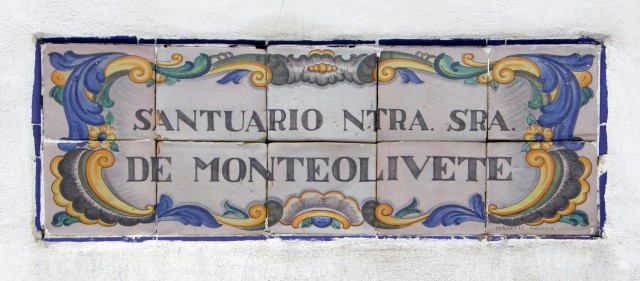 SANTUARIO NTRA. SRA.
DE MONTEOLIVETE